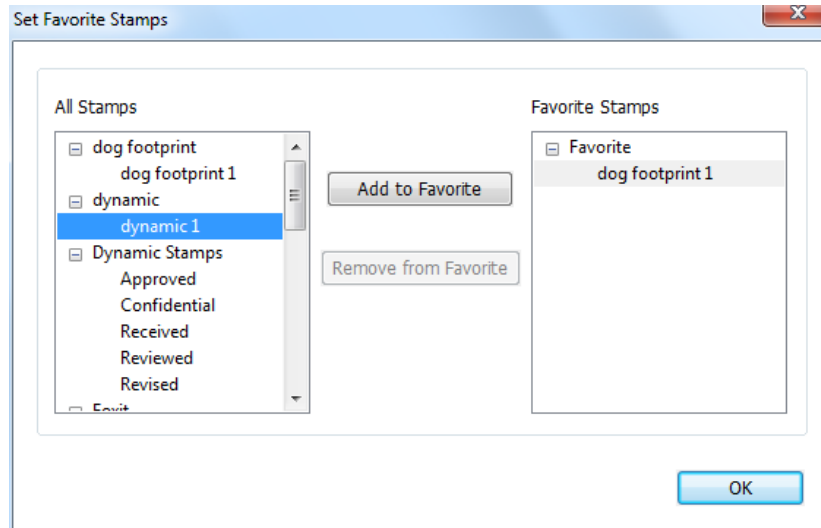 Set Favorite Stamps
All Stamps
dog footprint
dog footprint 1
dynamic
dynamic 1
Dynamic Stamps
Approved
Confidential
Received
Reviewed
Revised
Foxit
Add to Favorite
Remove from Favorite
Favorite Stamps
Favorite
dog footprint 1
OK